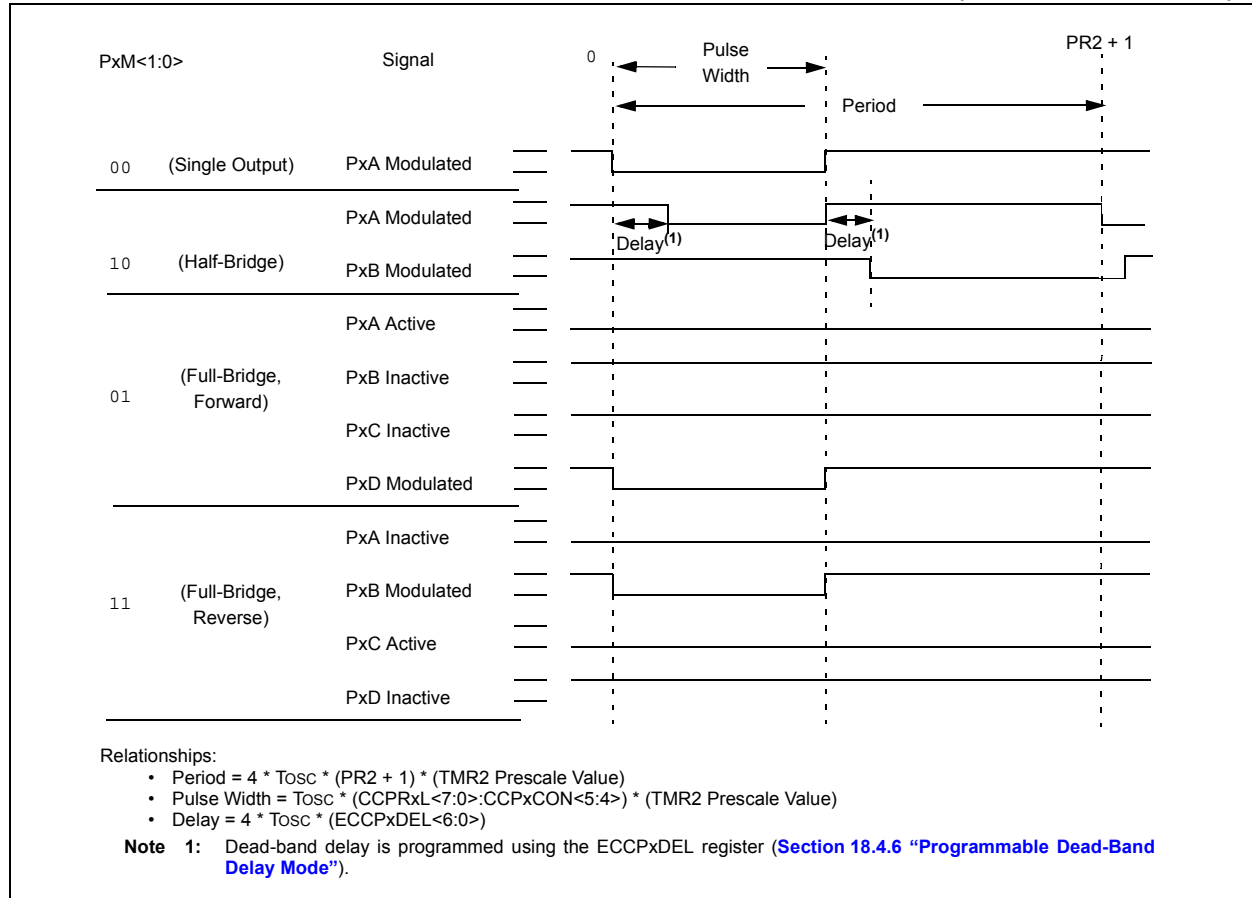 PxM<1:0> Signal 0 Pulse Width PR2 + 1
Period
00 (Single Output) PxA Modulated
PxA Modulated
Delay(1) Delay(1)
10 (Half-Bridge) PxB Modulated
PxA Active
01 (Full-Bridge, Forward) PxB Inactive
PxC Inactive
PxD Modulated
PxA Inactive
11 (Full-Bridge, Reverse) PxB Modulated
PxC Active
PxD Inactive
Relationships:
• Period = 4 * TOSC * (PR2 + 1) * (TMR2 Prescale Value)
• Pulse Width = TOSC * (CCPRxL<7:0>:CCPxCON<5:4>) * (TMR2 Prescale Value)
• Delay = 4 * TOSC * (ECCPxDEL<6:0>)
Note 1: Dead-band delay is programmed using the ECCPxDEL register (Section 18.4.6 “Programmable Dead-Band
Delay Mode”).